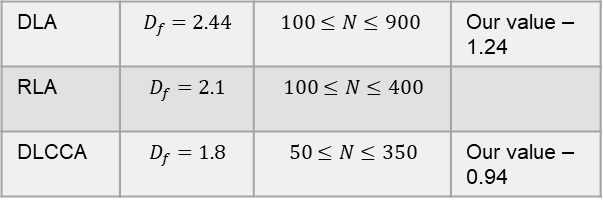 DLA D_f = 2.44 100 ≤ N ≤ 900 Our value –
1.24
RLA D_f = 2.1 100 ≤ N ≤ 400
DLCCA D_f = 1.8 50 ≤ N ≤ 350 Our value –
0.94